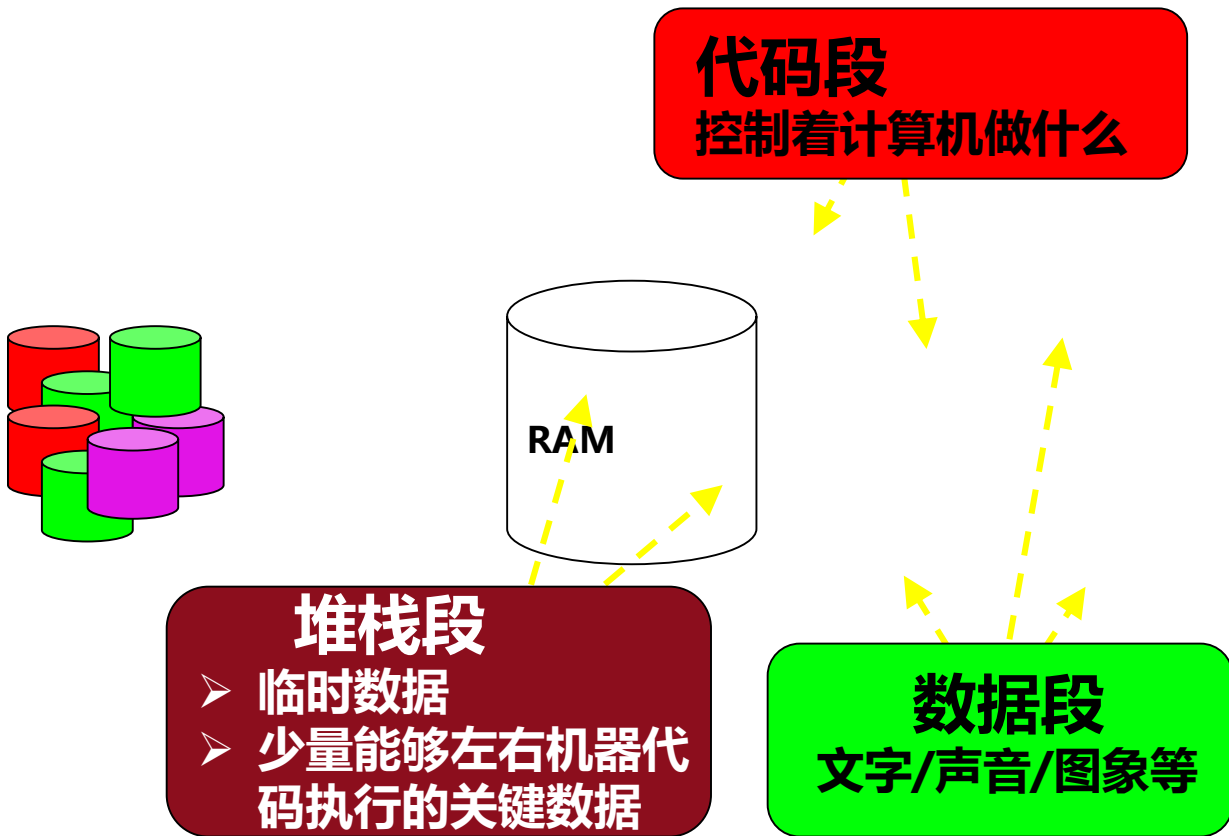 代码段
控制着计算机做什么
RAM
堆栈段
➢ 临时数据
➢ 少量能够左右机器代
码执行的关键数据
数据段
文字/声音/图象等